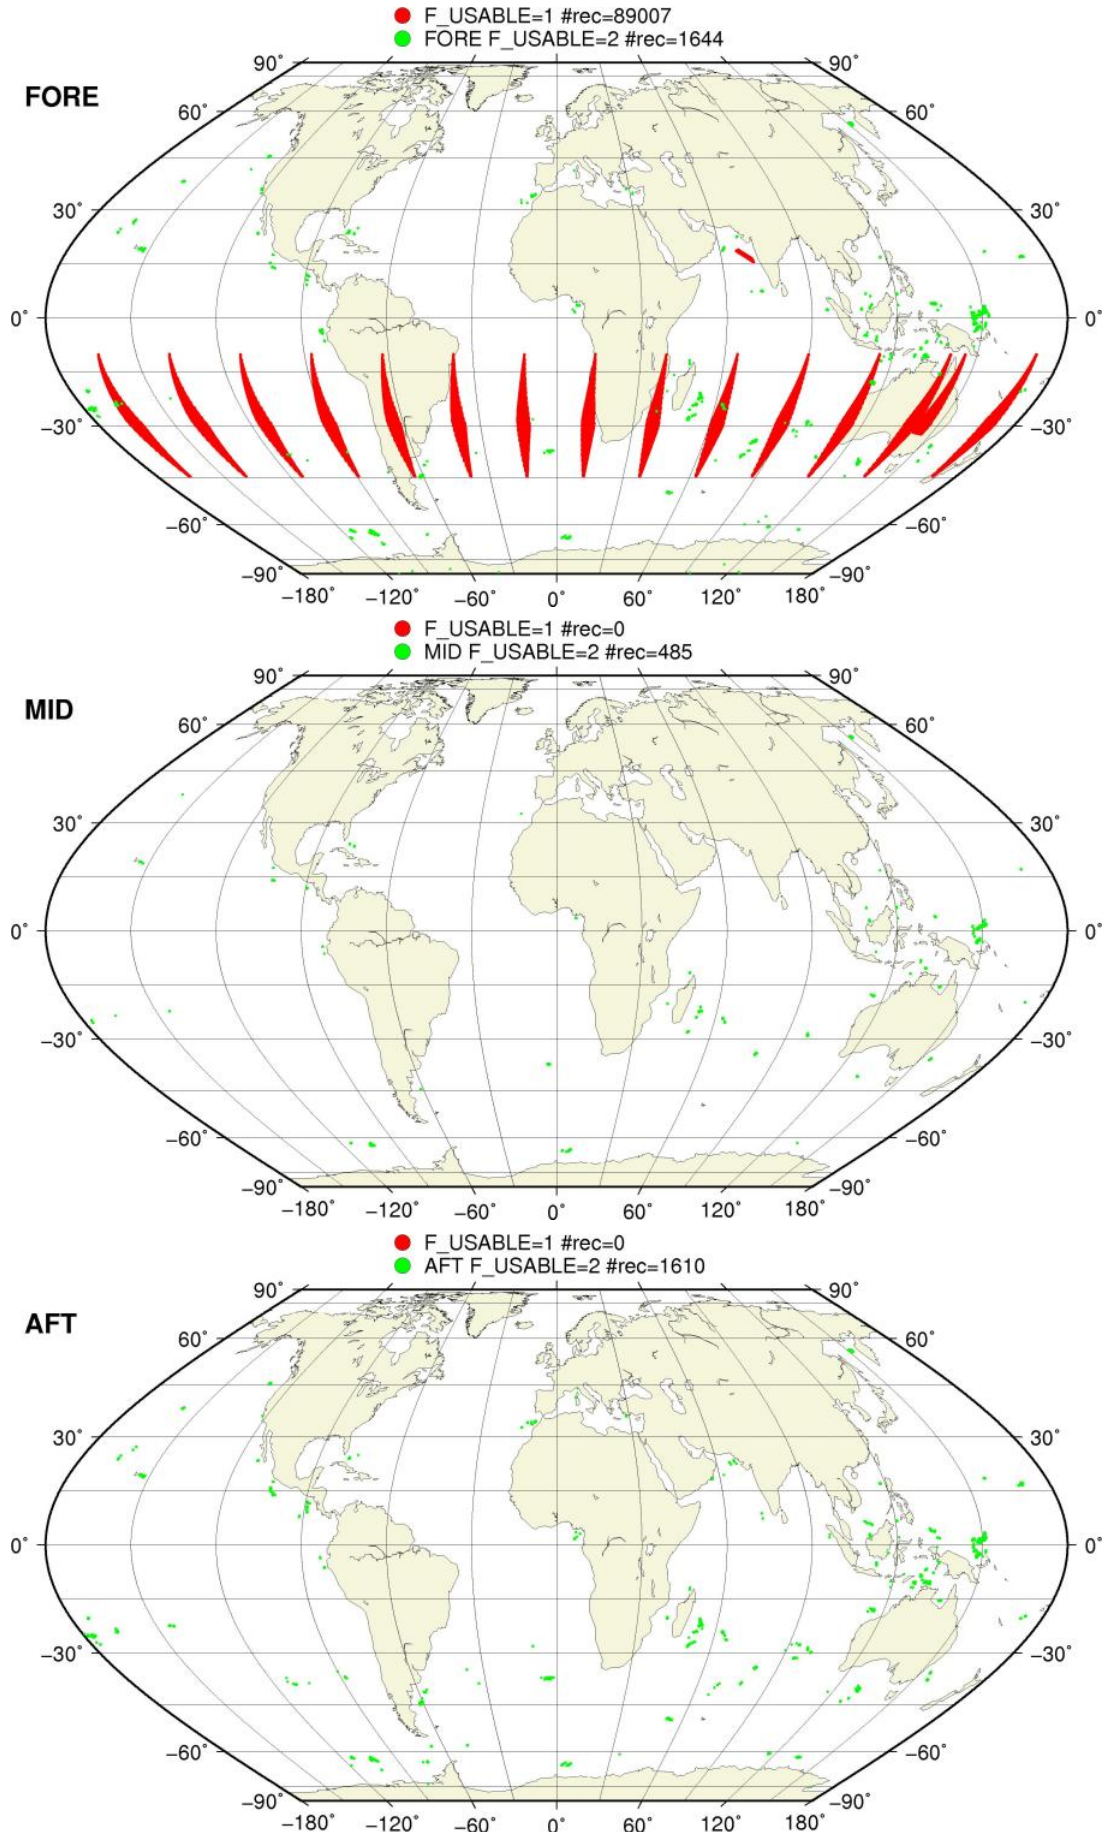 F_USABLE=1 #rec=89007
FORE F_USABLE=2 #rec=1644
90° 90°
FORE
60° 60°
30° 30°
0° 0°
−30° −30°
−60° −60°
−90° −90°
−180° −120° −60° 0° 60° 120° 180°
F_USABLE=1 #rec=0
MID F_USABLE=2 #rec=485
90° 90°
MID
60° 60°
30° 30°
0° 0°
−30° −30°
−60° −60°
−90° −90°
−180° −120° −60° 0° 60° 120° 180°
F_USABLE=1 #rec=0
AFT F_USABLE=2 #rec=1610
90° 90°
AFT
60° 60°
30° 30°
0° 0°
−30° −30°
−60° −60°
−90° −90°
−180° −120° −60° 0° 60° 120° 180°